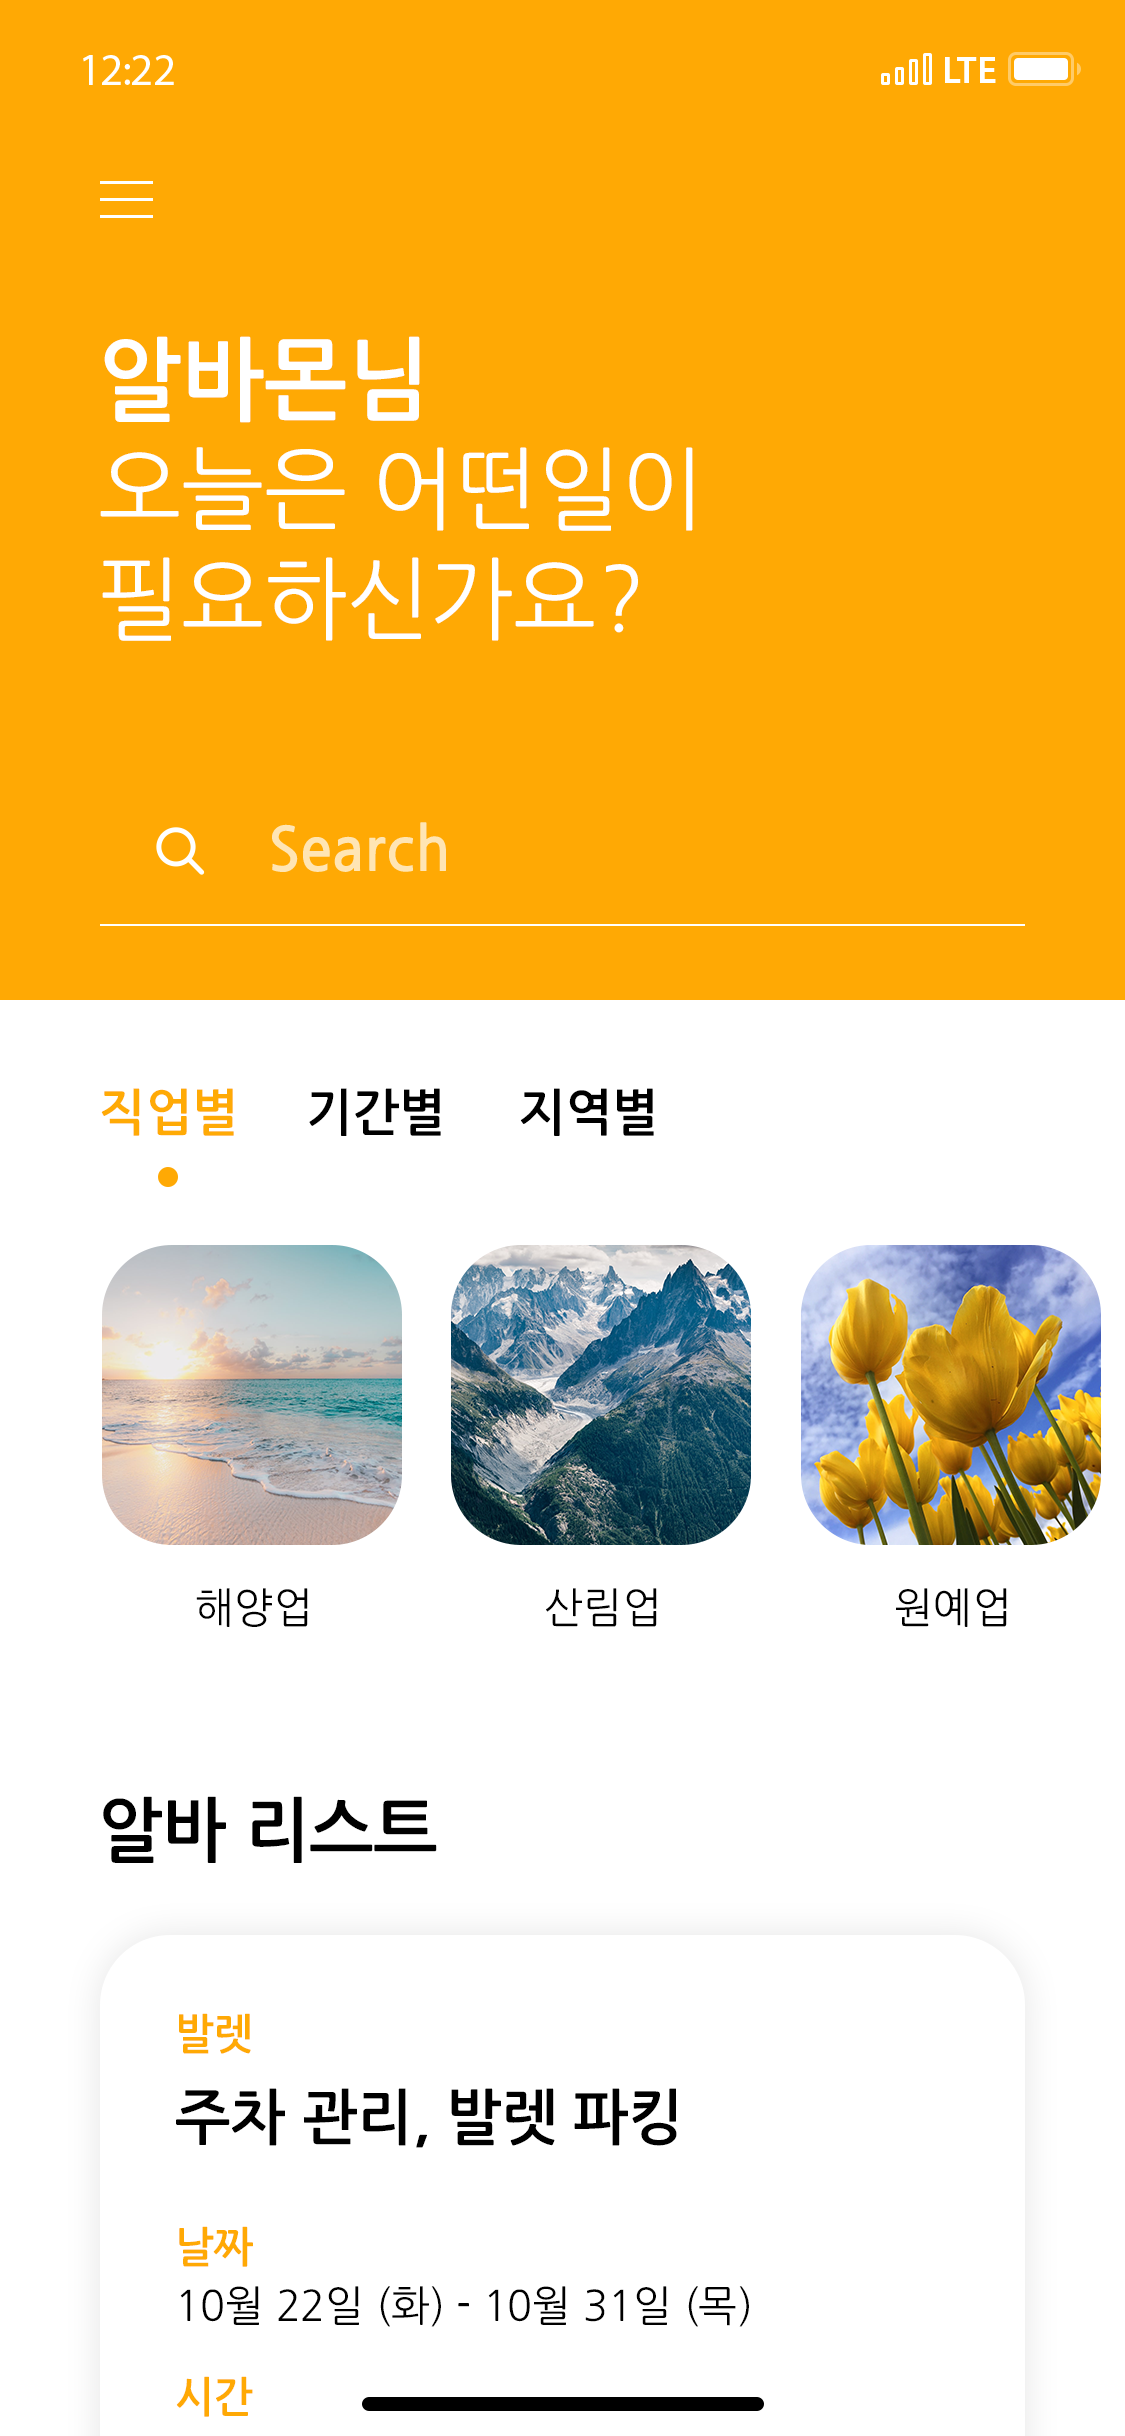 12:22
LTE
알바몬님
오늘은 어떤일이
필요하신가요?
Search
직업별 기간별 지역별
해양업 산림업 원예업
알바 리스트
발렛
주차 관리, 발렛 파킹
날짜
10월 22일 (화) - 10월 31일 (목)
시간